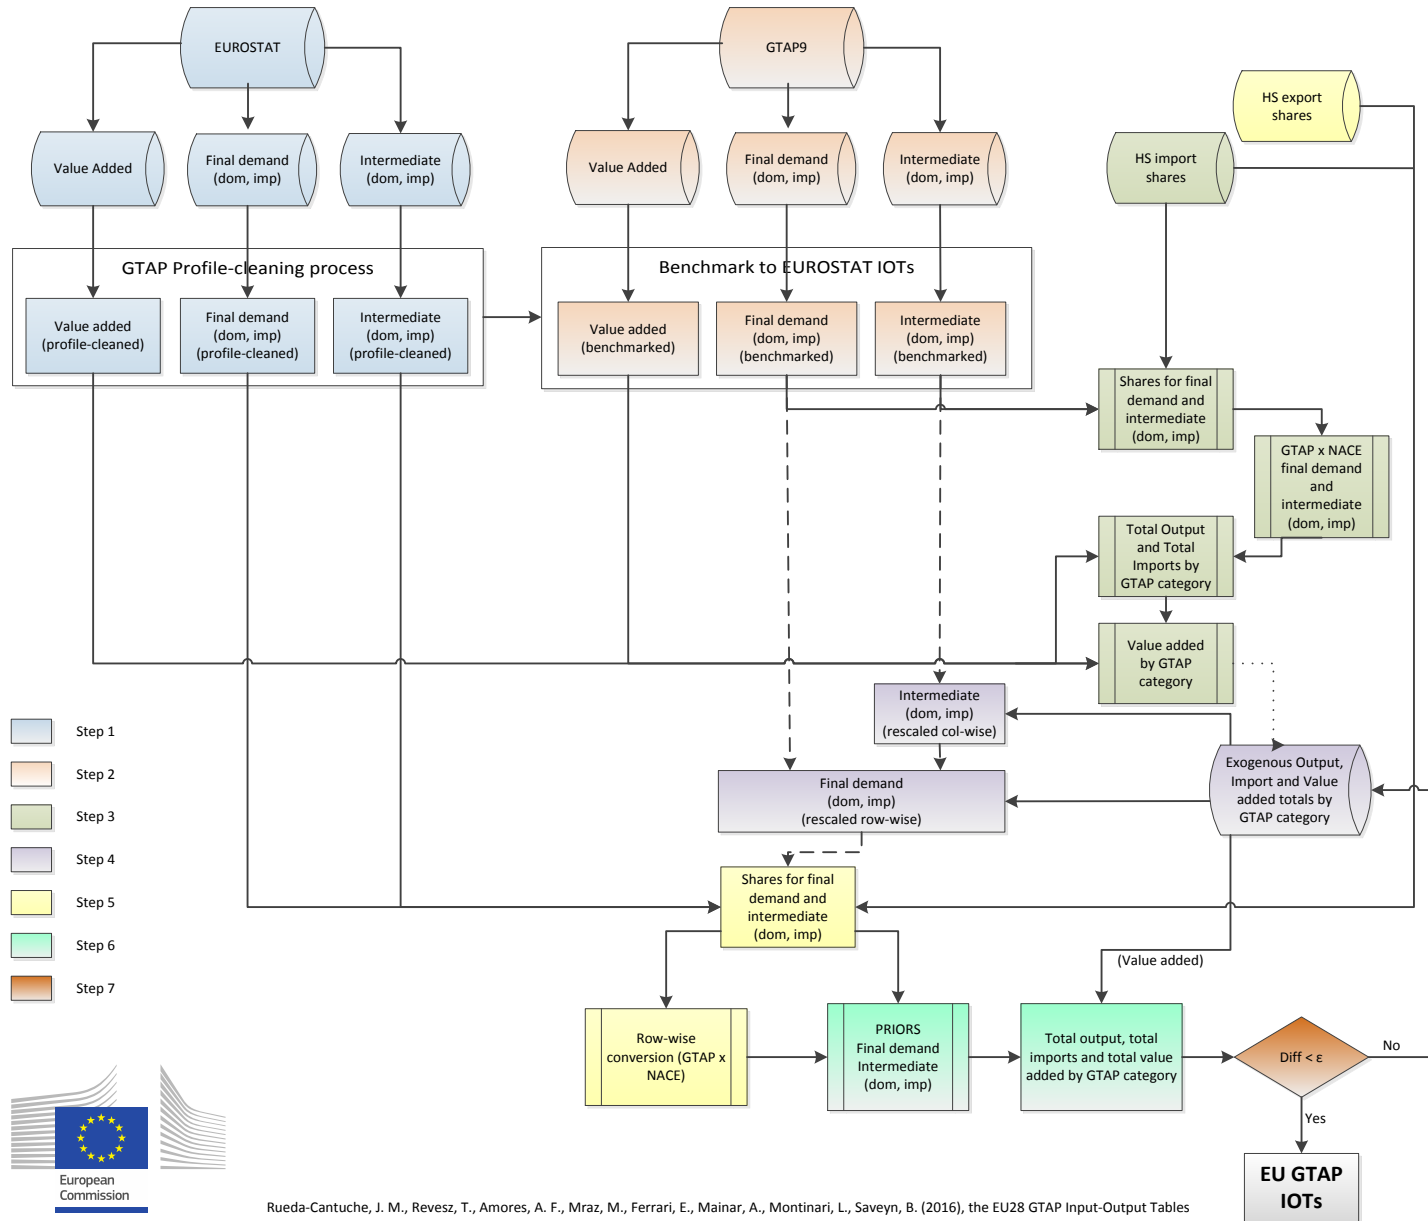 EUROSTAT
GTAP9
HS export
shares
HS import
shares
Value Added
Final demand
(dom, imp)
Intermediate
(dom, imp)
Value Added
Final demand
(dom, imp)
Intermediate
(dom, imp)
GTAP Profile-cleaning process
Value added
(profile-cleaned)
Final demand
(dom, imp)
(profile-cleaned)
Intermediate
(dom, imp)
(profile-cleaned)
Benchmark to EUROSTAT IOTs
Value added
(benchmarked)
Final demand
(dom, imp)
(benchmarked)
Intermediate
(dom, imp)
(benchmarked)
Shares for final
demand and
intermediate
(dom, imp)
GTAP x NACE
final demand
and
intermediate
(dom, imp)
Total Output
and Total
Imports by
GTAP category
Value added
by GTAP
category
Intermediate
(dom, imp)
(rescaled col-wise)
Final demand
(dom, imp)
(rescaled row-wise)
Exogenous Output,
Import and Value
added totals by
GTAP category
Step 1
Step 2
Step 3
Step 4
Step 5
Step 6
Step 7
Shares for final
demand and
intermediate
(dom, imp)
(Value added)
Row-wise
conversion (GTAP x
NACE)
PRIORS
Final demand
Intermediate
(dom, imp)
Total output, total
imports and total value
added by GTAP category
Diff < ε
No
Yes
EU GTAP
IOTs
European
Commission
Rueda-Cantuche, J. M., Revesz, T., Amores, A. F., Mraz, M., Ferrari, E., Mainar, A., Montinari, L., Saveyn, B. (2016), the EU28 GTAP Input-Output Tables